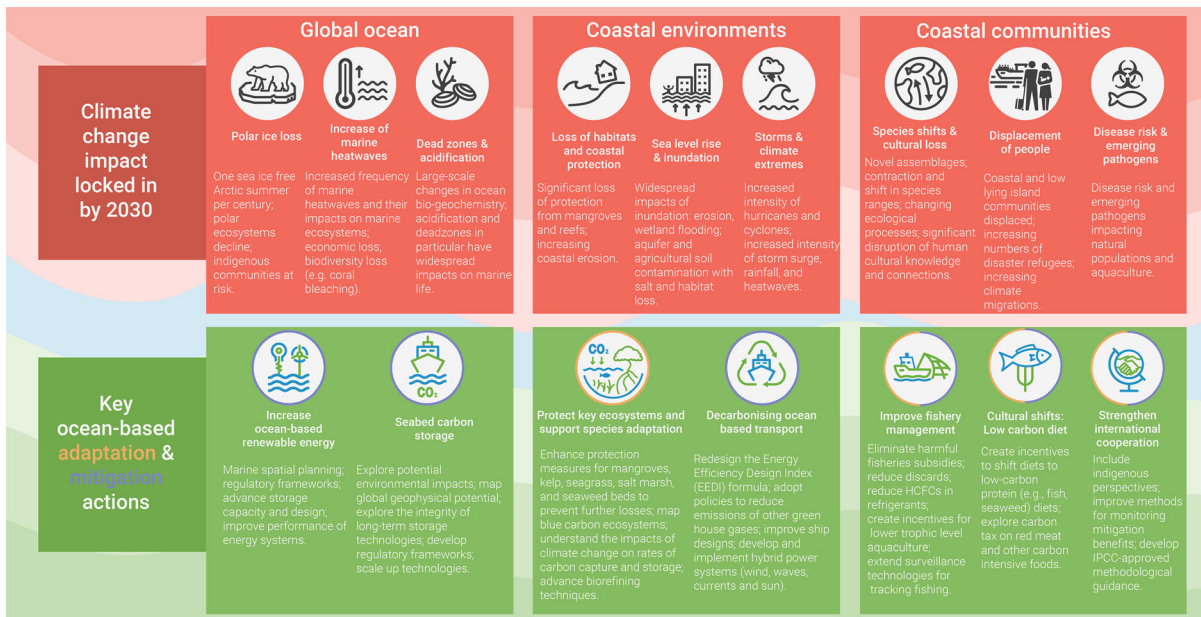 Climate
change
impact
locked in
by 2030
Global ocean
Polar ice loss
One sea ice free
Arctic summer
per century;
polar
ecosystems
decline;
indigenous
communities at
risk.
Increase of
marine
heatwaves
Increased frequency
of marine
heatwaves and their
impacts on marine
ecosystems;
economic loss;
biodiversity loss
(e.g. coral
bleaching).
Dead zones &
acidification
Large-scale
changes in ocean
bio-geochemistry;
acidification and
deadzones in
particular have
widespread
impacts on marine
life.
Coastal environments
Loss of habitats
and coastal
protection
Significant loss
of protection
from mangroves
and reefs;
increasing
coastal erosion.
Sea level rise
& inundation
Widespread
impacts of
inundation: erosion,
wetland flooding;
aquifer and
agricultural soil
contamination with
salt and habitat
loss.
Storms &
climate
extremes
Increased
intensity of
hurricanes and
cyclones;
increased intensity
of storm surge,
rainfall, and
heatwaves.
Coastal communities
Species shifts &
cultural loss
Novel assemblages;
contraction and
shift in species
ranges; changing
ecological
processes; significant
disruption of human
cultural knowledge
and connections.
Displacement
of people
Coastal and low
lying island
communities
displaced;
increasing
numbers of
disaster refugees;
increasing
climate
migrations.
Disease risk &
emerging
pathogens
Disease risk and
emerging
pathogens
impacting
natural
populations and
aquaculture.
Key
ocean-based
adaptation &
mitigation
actions
Increase
ocean-based
renewable energy
Marine spatial planning;
regulatory frameworks;
advance storage
capacity and design;
improve performance of
energy systems.
CO₂
Seabed carbon
storage
Explore potential
environmental impacts; map
global geophysical potential;
explore the integrity of
long-term storage
technologies; develop
regulatory frameworks;
scale up technologies.
CO₂
Protect key ecosystems and
support species adaptation
Enhance protection
measures for mangroves,
kelp, seagrass, salt marsh,
and seaweed beds to
prevent further losses; map
blue carbon ecosystems;
understand the impacts of
climate change on rates of
carbon capture and storage;
advance biorefining
techniques.
Decarbonising ocean
based transport
Redesign the Energy
Efficiency Design Index
(EEDI) formula; adopt
policies to reduce
emissions of other green
house gases; improve ship
designs; develop and
implement hybrid power
systems (wind, waves,
currents and sun).
Improve fishery
management
Eliminate harmful
fisheries subsidies;
reduce discards;
reduce HCFCs in
refrigerants;
create incentives for
lower trophic level
aquaculture;
extend surveillance
technologies for
tracking fishing.
Cultural shifts:
Low carbon diet
Create incentives
to shift diets to
low-carbon
protein (e.g., fish,
seaweed) diets;
explore carbon
tax on red meat
and other carbon
intensive foods.
Strengthen
international
cooperation
Include
indigenous
perspectives;
improve methods
for monitoring
mitigation
benefits; develop
IPCC-approved
methodological
guidance.